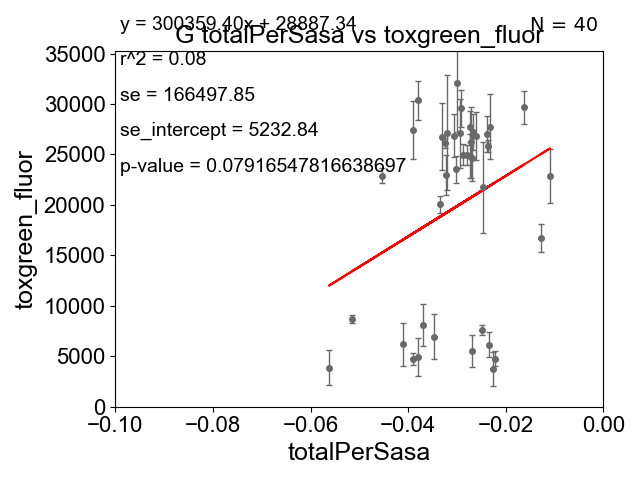 y = 300359.40x + 28887.34
N = 40
G totalPerSasa vs toxgreen_fluor
r^2 = 0.08
se = 166497.85
se_intercept = 5232.84
p-value = 0.07916547816638697
toxgreen_fluor
35000
30000
25000
20000
15000
10000
5000
0
−0.10
−0.08
−0.06
−0.04
−0.02
0.00
totalPerSasa